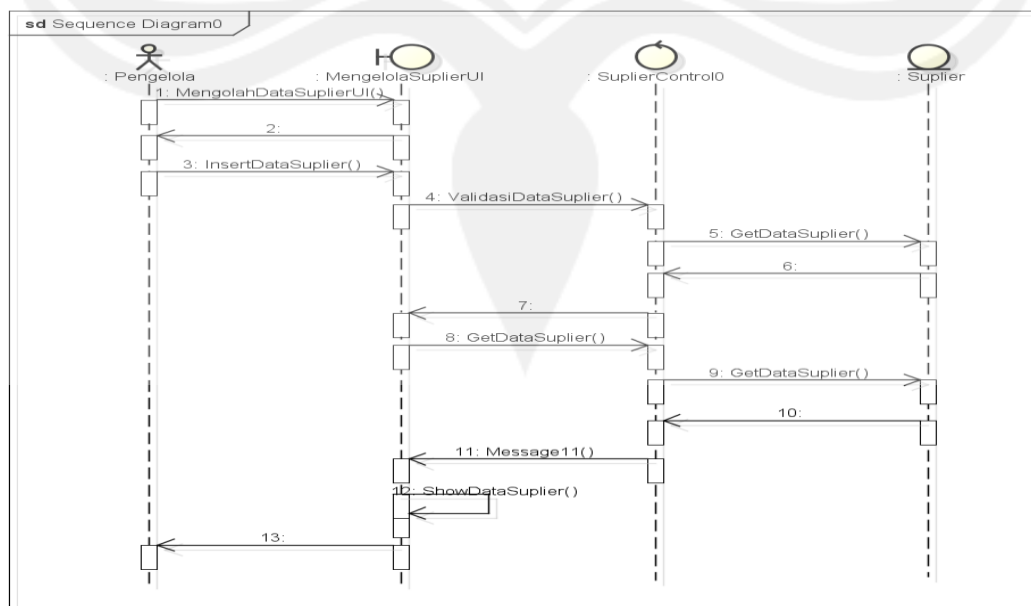 sd Sequence Diagram0
: Pengelola
: MengelolaSuplierUI
: SuplierControl0
: Suplier
1: MengolahDataSuplierUI()
2:
3: InsertDataSuplier()
4: ValidasiDataSuplier()
5: GetDataSuplier()
6:
7:
8: GetDataSuplier()
9: GetDataSuplier()
10:
11: Message11()
12: ShowDataSuplier()
13: